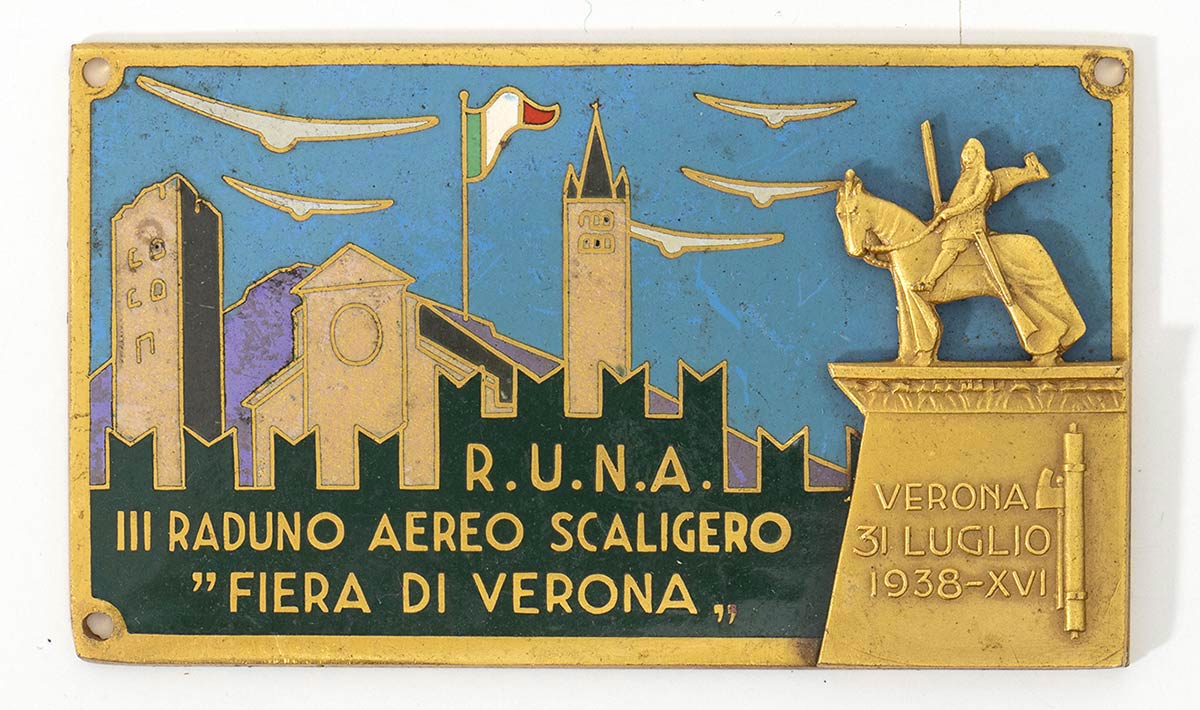 R.U.N.A.
III RADUNO AEREO SCALIGERO
„FIERA DI VERONA„
VERONA
31 LUGLIO
1938-XVI